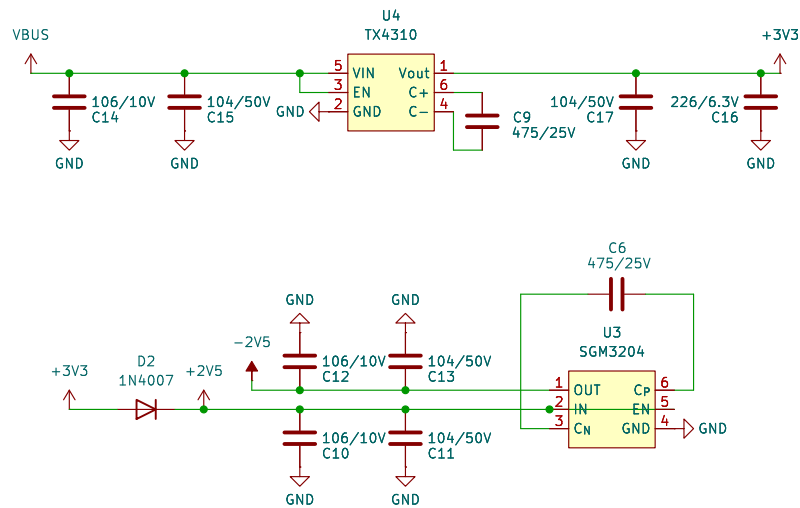 U4
TX4310
VBUS
+3V3
5 VIN Vout 1
3 EN C+ 6
GND 2 GND C- 4
106/10V
C14
104/50V
C15
C9
475/25V
104/50V
C17
226/6.3V
C16
GND
GND
GND
GND
C6
475/25V
GND
GND
U3
SGM3204
-2V5
106/10V
C12
104/50V
C13
+3V3
D2
1N4007
+2V5
1 OUT CP 6
2 IN EN 5
3 CN GND 4 GND
106/10V
C10
104/50V
C11
GND
GND